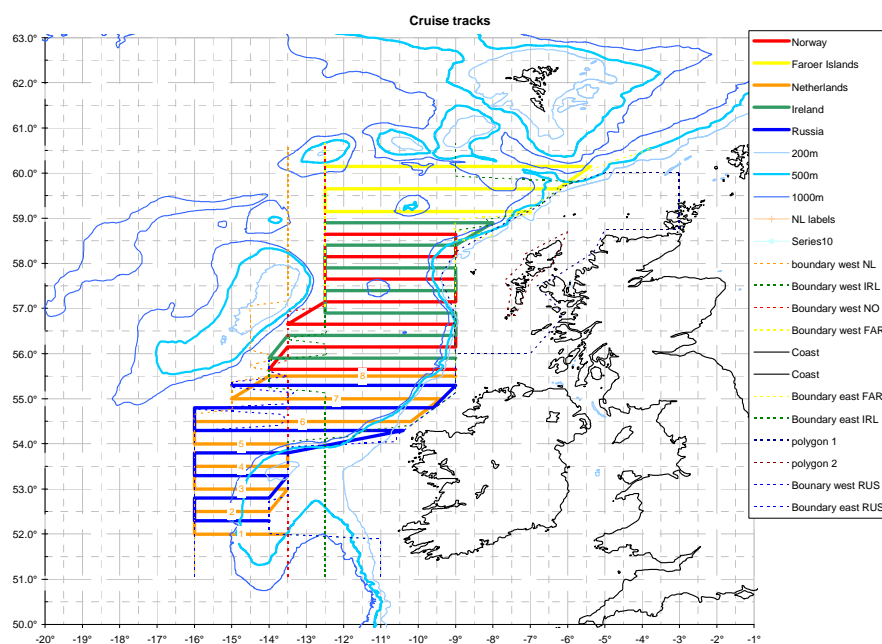 Cruise tracks
63.0°
62.0°
61.0°
60.0°
59.0°
58.0°
57.0°
56.0°
55.0°
54.0°
53.0°
52.0°
51.0°
50.0°
8
7
6
5
4
3
2
1
-20 -19 -18 -17 -16 -15 -14 -13 -12 -11 -10 -9 -8 -7 -6 -5 -4 -3 -2 -1
Norway
Faroer Islands
Netherlands
Ireland
Russia
200m
500m
1000m
NL labels
Series10
boundary west NL
Boundary west IRL
Boundary west NO
Boundary west FAR
Coast
Coast
Boundary east FAR
Boundary east IRL
polygon 1
polygon 2
Bounary west RUS
Boundary east RUS